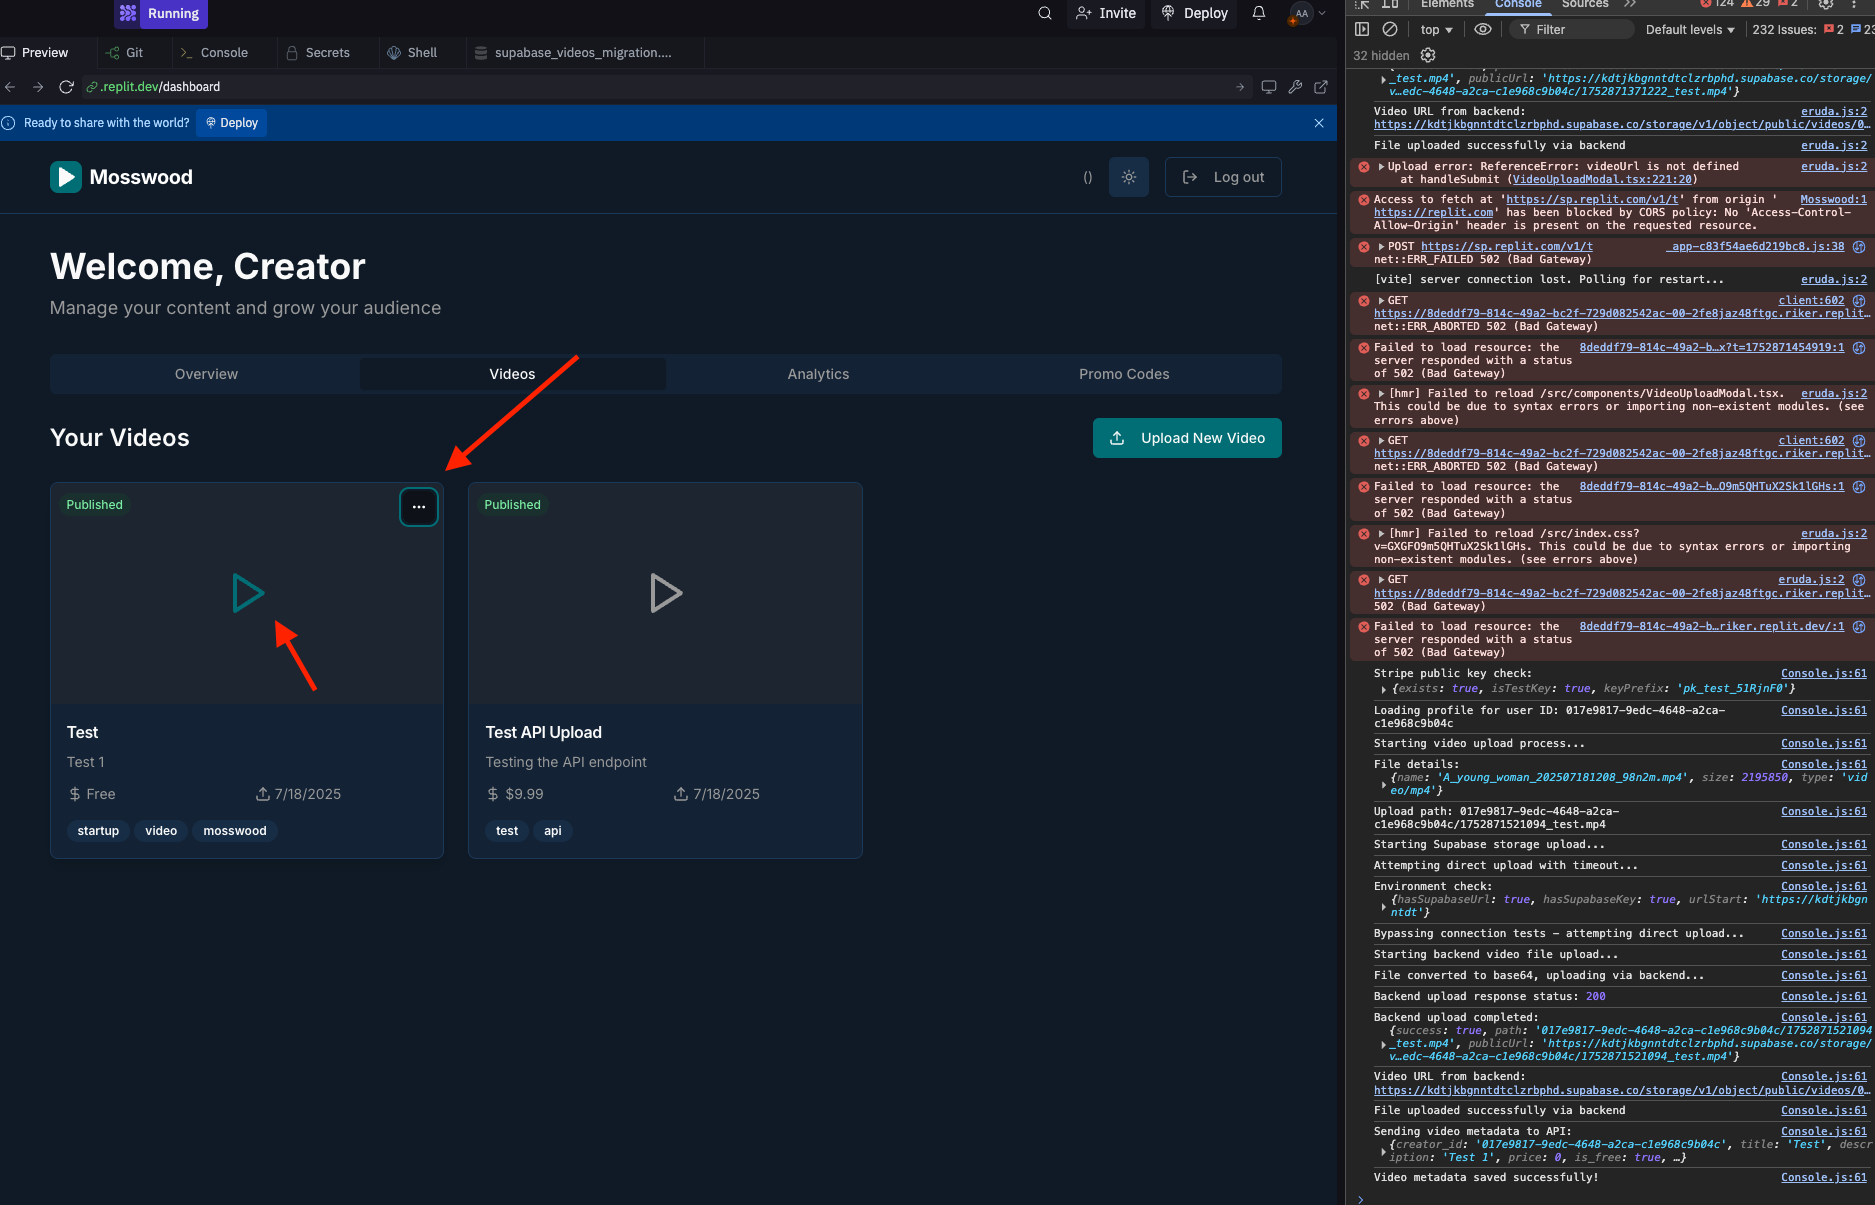 Running
Invite
Deploy
AA
Preview
Git
Console
Secrets
Shell
supabase_videos_migration....
.replit.dev/dashboard
Ready to share with the world?
Deploy
Mosswood
()
Log out
Welcome, Creator
Manage your content and grow your audience
Overview
Videos
Analytics
Promo Codes
Your Videos
Upload New Video
Published
...
Published
Test
Test 1
$ Free
7/18/2025
startup
video
mosswood
Test API Upload
Testing the API endpoint
$ $9.99
7/18/2025
test
api
Elements
Console
Sources
124
29
2
top
Filter
Default levels
232 Issues:
2
23
32 hidden
_test.mp4', publicUrl: 'https://kdtjkbgnntdtclzrbphd.supabase.co/storage/
v…edc-4648-a2ca-c1e968c9b04c/1752871371222_test.mp4'}
Video URL from backend: eruda.js:2
https://kdtjkbgnntdtclzrbphd.supabase.co/storage/v1/object/public/videos/0…
File uploaded successfully via backend eruda.js:2
Upload error: ReferenceError: videoUrl is not defined eruda.js:2
at handleSubmit (VideoUploadModal.tsx:221:20)
Access to fetch at 'https://sp.replit.com/v1/t' from origin ' Mosswood:1
https://replit.com' has been blocked by CORS policy: No 'Access-Control-
Allow-Origin' header is present on the requested resource.
POST https://sp.replit.com/v1/t _app-c83f54ae6d219bc8.js:38
net::ERR_FAILED 502 (Bad Gateway)
[vite] server connection lost. Polling for restart... eruda.js:2
GET client:602
https://8deddf79-814c-49a2-bc2f-729d082542ac-00-2fe8jaz48ftgc.riker.replit…
net::ERR_ABORTED 502 (Bad Gateway)
Failed to load resource: the 8deddf79-814c-49a2-b…x?t=1752871454919:1
server responded with a status
of 502 (Bad Gateway)
[hmr] Failed to reload /src/components/VideoUploadModal.tsx. eruda.js:2
This could be due to syntax errors or importing non-existent modules. (see
errors above)
GET client:602
https://8deddf79-814c-49a2-bc2f-729d082542ac-00-2fe8jaz48ftgc.riker.replit…
net::ERR_ABORTED 502 (Bad Gateway)
Failed to load resource: the 8deddf79-814c-49a2-b…O9m5QHTuX2Sk1lGHs:1
server responded with a status
of 502 (Bad Gateway)
[hmr] Failed to reload /src/index.css? eruda.js:2
v=GXGFO9m5QHTuX2Sk1lGHs. This could be due to syntax errors or importing
non-existent modules. (see errors above)
GET eruda.js:2
https://8deddf79-814c-49a2-bc2f-729d082542ac-00-2fe8jaz48ftgc.riker.replit…
502 (Bad Gateway)
Failed to load resource: the 8deddf79-814c-49a2-b…riker.replit.dev/:1
server responded with a status
of 502 (Bad Gateway)
Stripe public key check: Console.js:61
{exists: true, isTestKey: true, keyPrefix: 'pk_test_51RjnF0'}
Loading profile for user ID: 017e9817-9edc-4648-a2ca- Console.js:61
c1e968c9b04c
Starting video upload process... Console.js:61
File details: Console.js:61
{name: 'A_young_woman_202507181208_98n2m.mp4', size: 2195850, type: 'vid
eo/mp4'}
Upload path: 017e9817-9edc-4648-a2ca- Console.js:61
c1e968c9b04c/1752871521094_test.mp4
Starting Supabase storage upload... Console.js:61
Attempting direct upload with timeout... Console.js:61
Environment check: Console.js:61
{hasSupabaseUrl: true, hasSupabaseKey: true, urlStart: 'https://kdtjkbgn
ntdt'}
Bypassing connection tests – attempting direct upload... Console.js:61
Starting backend video file upload... Console.js:61
File converted to base64, uploading via backend... Console.js:61
Backend upload response status: 200 Console.js:61
Backend upload completed: Console.js:61
{success: true, path: '017e9817-9edc-4648-a2ca-c1e968c9b04c/1752871521094
_test.mp4', publicUrl: 'https://kdtjkbgnntdtclzrbphd.supabase.co/storage/
v…edc-4648-a2ca-c1e968c9b04c/1752871521094_test.mp4'}
Video URL from backend: Console.js:61
https://kdtjkbgnntdtclzrbphd.supabase.co/storage/v1/object/public/videos/0…
File uploaded successfully via backend Console.js:61
Sending video metadata to API: Console.js:61
{creator_id: '017e9817-9edc-4648-a2ca-c1e968c9b04c', title: 'Test', descr
iption: 'Test 1', price: 0, is_free: true, …}
Video metadata saved successfully! Console.js:61